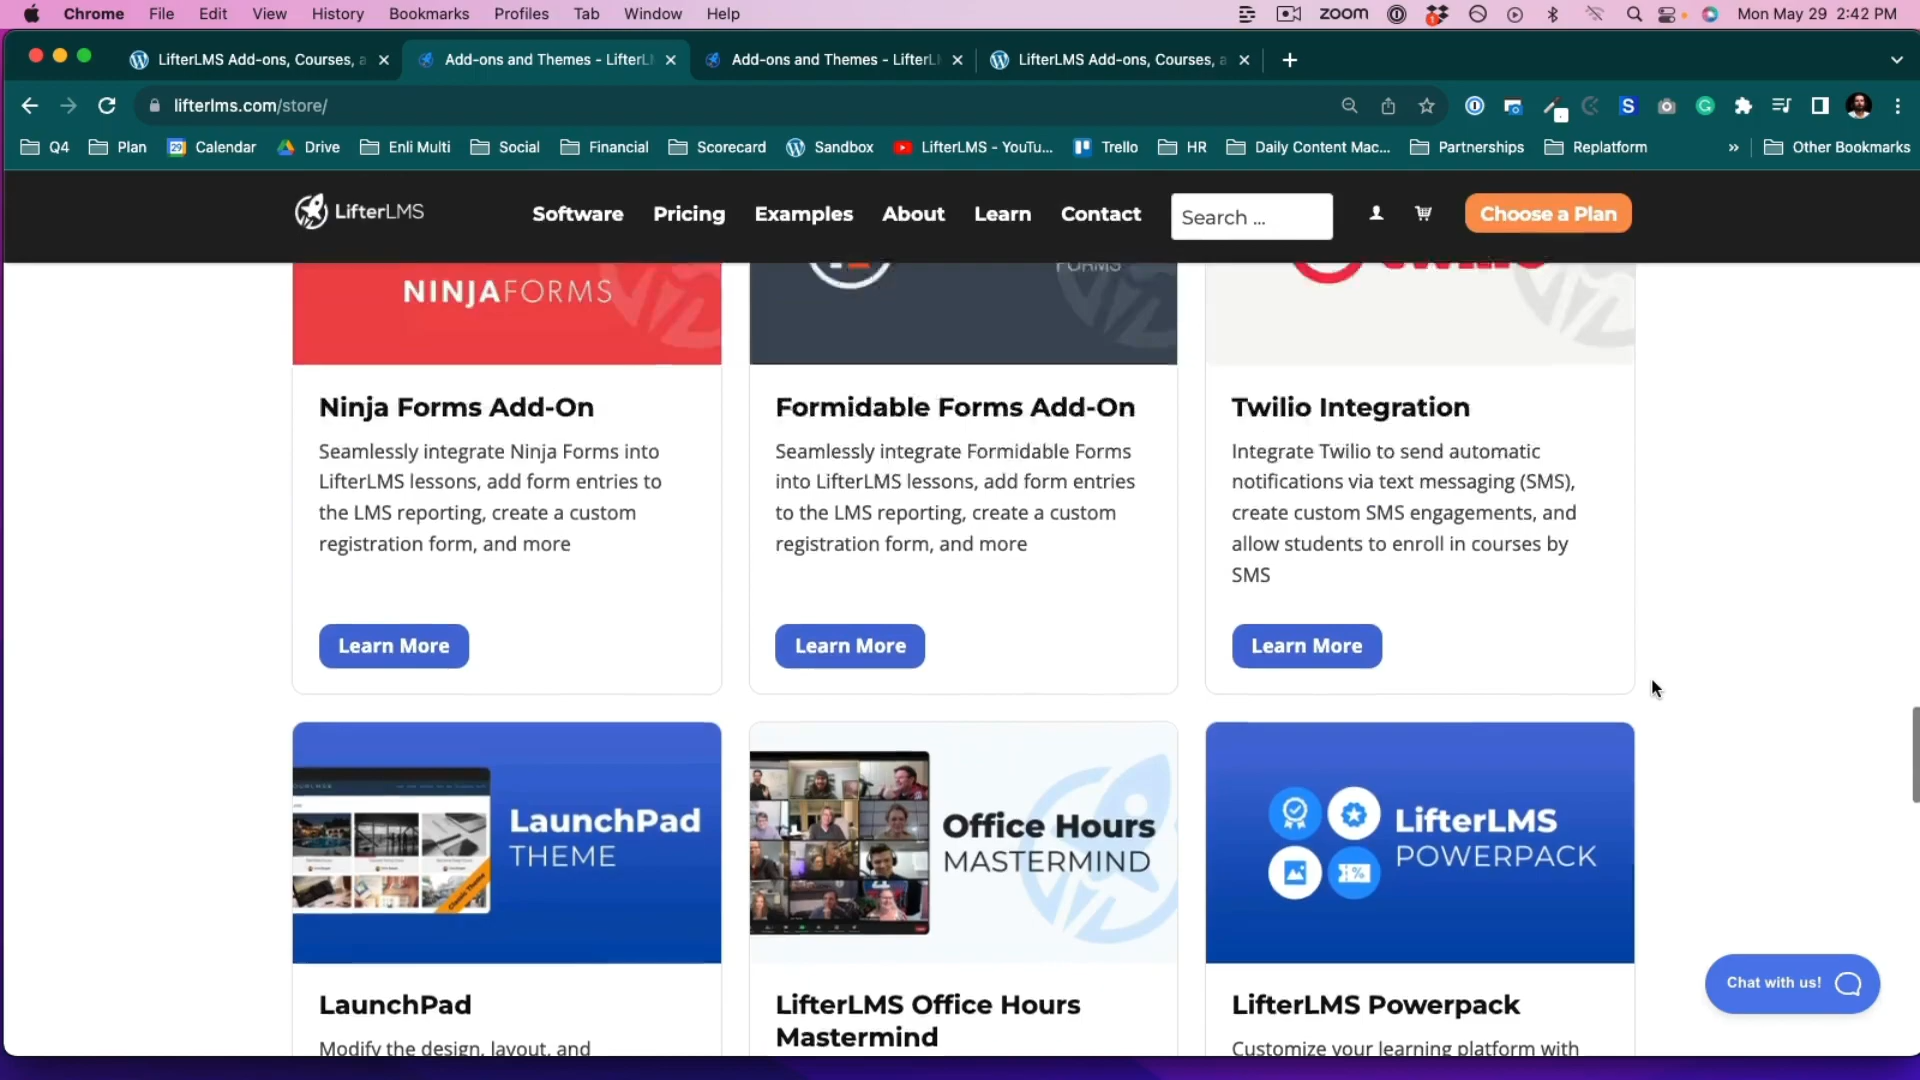 Chrome File Edit View History Bookmarks Profiles Tab Window Help zoom 1 Mon May 29 2:42 PM
LifterLMS Add-ons, Courses, a Add-ons and Themes - LifterL Add-ons and Themes - LifterL LifterLMS Add-ons, Courses, a
lifterlms.com/store/
Q4 Plan Calendar Drive Enli Multi Social Financial Scorecard Sandbox LifterLMS - YouTu... Trello HR Daily Content Mac... Partnerships Replatform » Other Bookmarks
LifterLMS Software Pricing Examples About Learn Contact Search ... Choose a Plan
NINJAFORMS
FORMS
twilio
Ninja Forms Add-On
Seamlessly integrate Ninja Forms into
LifterLMS lessons, add form entries to
the LMS reporting, create a custom
registration form, and more
Learn More
Formidable Forms Add-On
Seamlessly integrate Formidable Forms
into LifterLMS lessons, add form entries
to the LMS reporting, create a custom
registration form, and more
Learn More
Twilio Integration
Integrate Twilio to send automatic
notifications via text messaging (SMS),
create custom SMS engagements, and
allow students to enroll in courses by
SMS
Learn More
LaunchPad
THEME
Classic Theme
LaunchPad
Modify the design, layout, and
Office Hours
MASTERMIND
LifterLMS Office Hours
Mastermind
LifterLMS
POWERPACK
LifterLMS Powerpack
Customize your learning platform with
Chat with us!